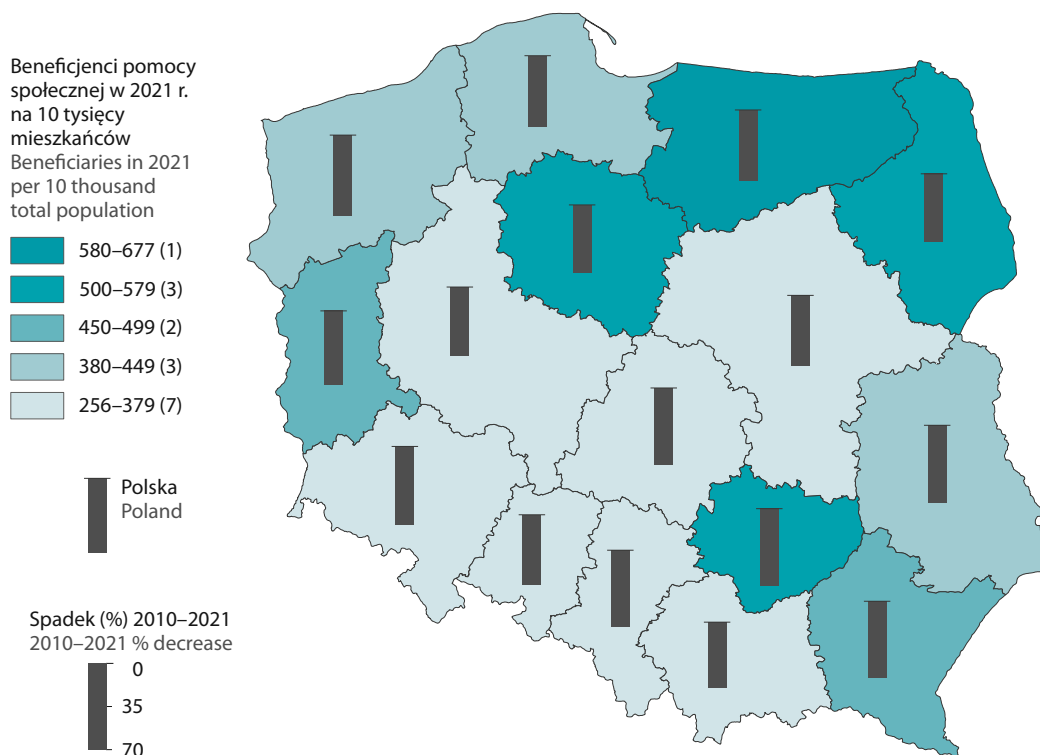 Beneficjenci pomocy
społecznej w 2021 r.
na 10 tysięcy
mieszkańców
Beneficiaries in 2021
per 10 thousand
total population
580–677 (1)
500–579 (3)
450–499 (2)
380–449 (3)
256–379 (7)
Polska
Poland
Spadek (%) 2010–2021
2010–2021 % decrease
0
35
70